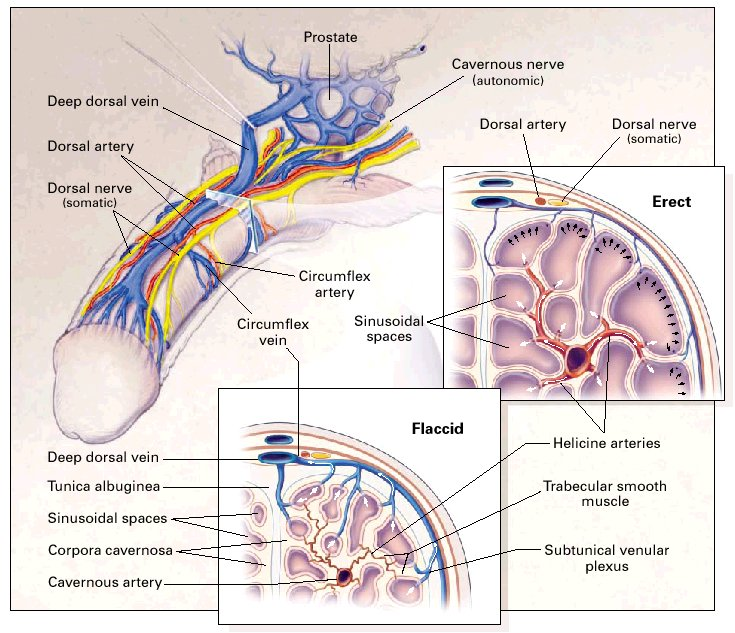 Prostate
Cavernous nerve
(autonomic)
Deep dorsal vein
Dorsal artery
Dorsal nerve
(somatic)
Dorsal artery
Dorsal nerve
(somatic)
Erect
Circumflex
artery
Circumflex
vein
Sinusoidal
spaces
Flaccid
Helicine arteries
Deep dorsal vein
Tunica albuginea
Trabecular smooth
muscle
Sinusoidal spaces
Corpora cavernosa
Subtunical venular
plexus
Cavernous artery